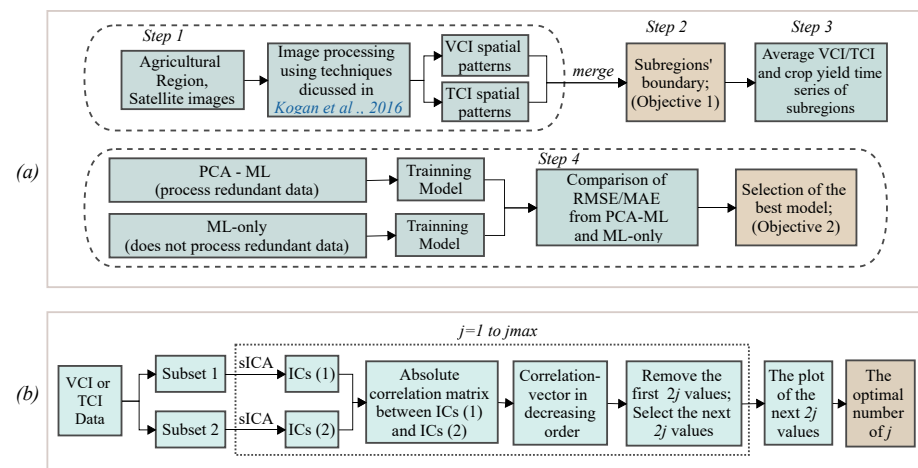 Step 1
Step 2
Step 3
Agricultural
Region,
Satellite images
Image processing
using techniques
dicussed in
Kogan et al ., 2016
VCI spatial
patterns
TCI spatial
patterns
merge
Subregions'
boundary;
(Objective 1)
Average VCI/TCI
and crop yield time
series of
subregions
(a)
PCA - ML
(process redundant data)
Trainning
Model
ML-only
(does not process redundant data)
Trainning
Model
Step 4
Comparison of
RMSE/MAE
from PCA-ML
and ML-only
Selection of the
best model;
(Objective 2)
(b)
j=1 to jmax
VCI or
TCI
Data
Subset 1
sICA
ICs (1)
Subset 2
sICA
ICs (2)
Absolute
correlation matrix
between ICs (1)
and ICs (2)
Correlation-
vector in
decreasing
order
Remove the
first 2j values;
Select the next
2j values
The plot
of the
next 2j
values
The
optimal
number
of j